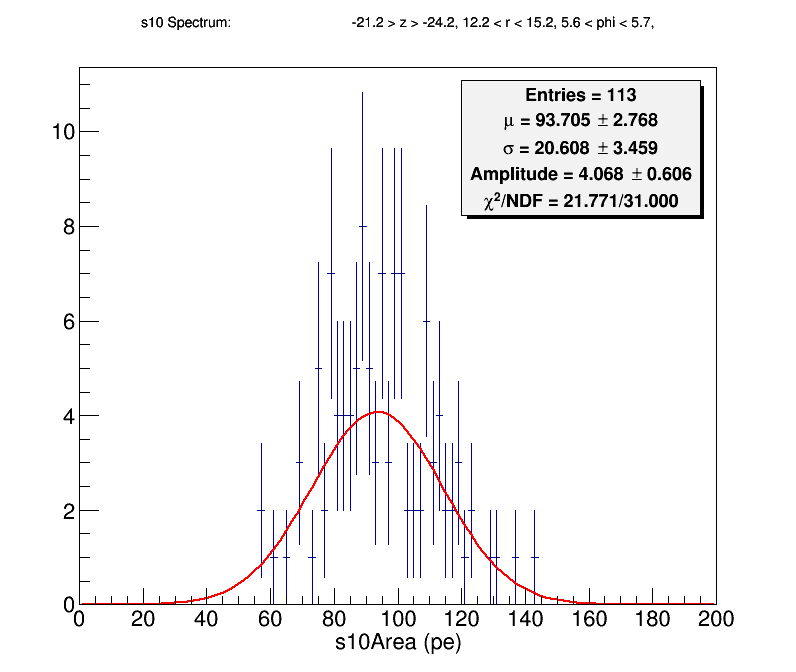 s10 Spectrum: -21.2 > z > -24.2, 12.2 < r < 15.2, 5.6 < phi < 5.7,
Entries = 113
μ = 93.705 ± 2.768
σ = 20.608 ± 3.459
Amplitude = 4.068 ± 0.606
χ²/NDF = 21.771/31.000
10
8
6
4
2
0
0 20 40 60 80 100 120 140 160 180 200
s10Area (pe)